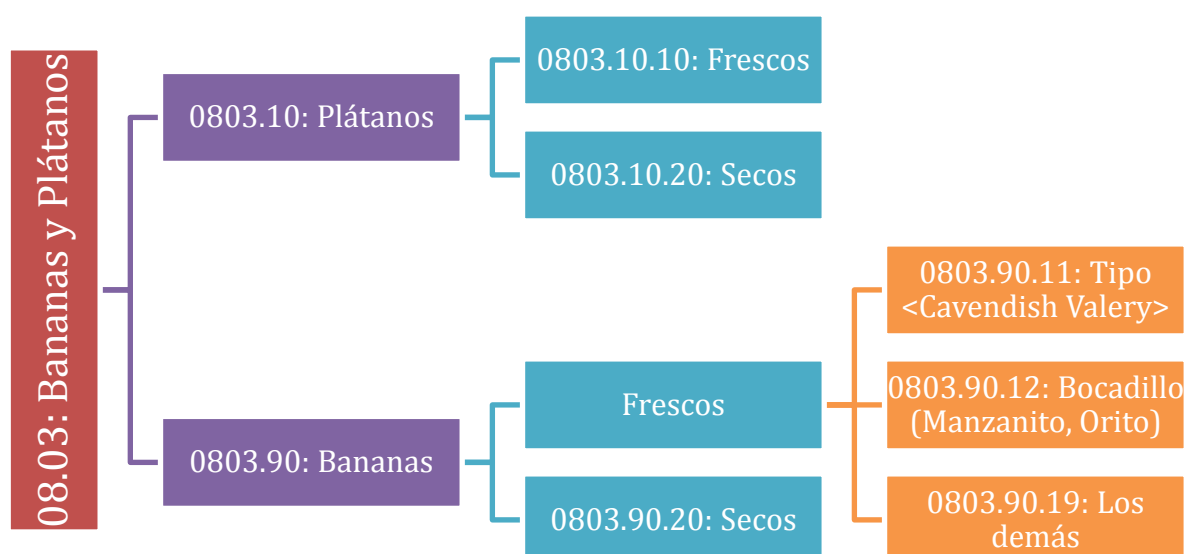 08.03: Bananas y Plátanos
0803.10: Plátanos
0803.10.10: Frescos
0803.10.20: Secos
0803.90: Bananas
Frescos
0803.90.11: Tipo
<Cavendish Valery>
0803.90.12: Bocadillo
(Manzanito, Orito)
0803.90.19: Los
demás
0803.90.20: Secos